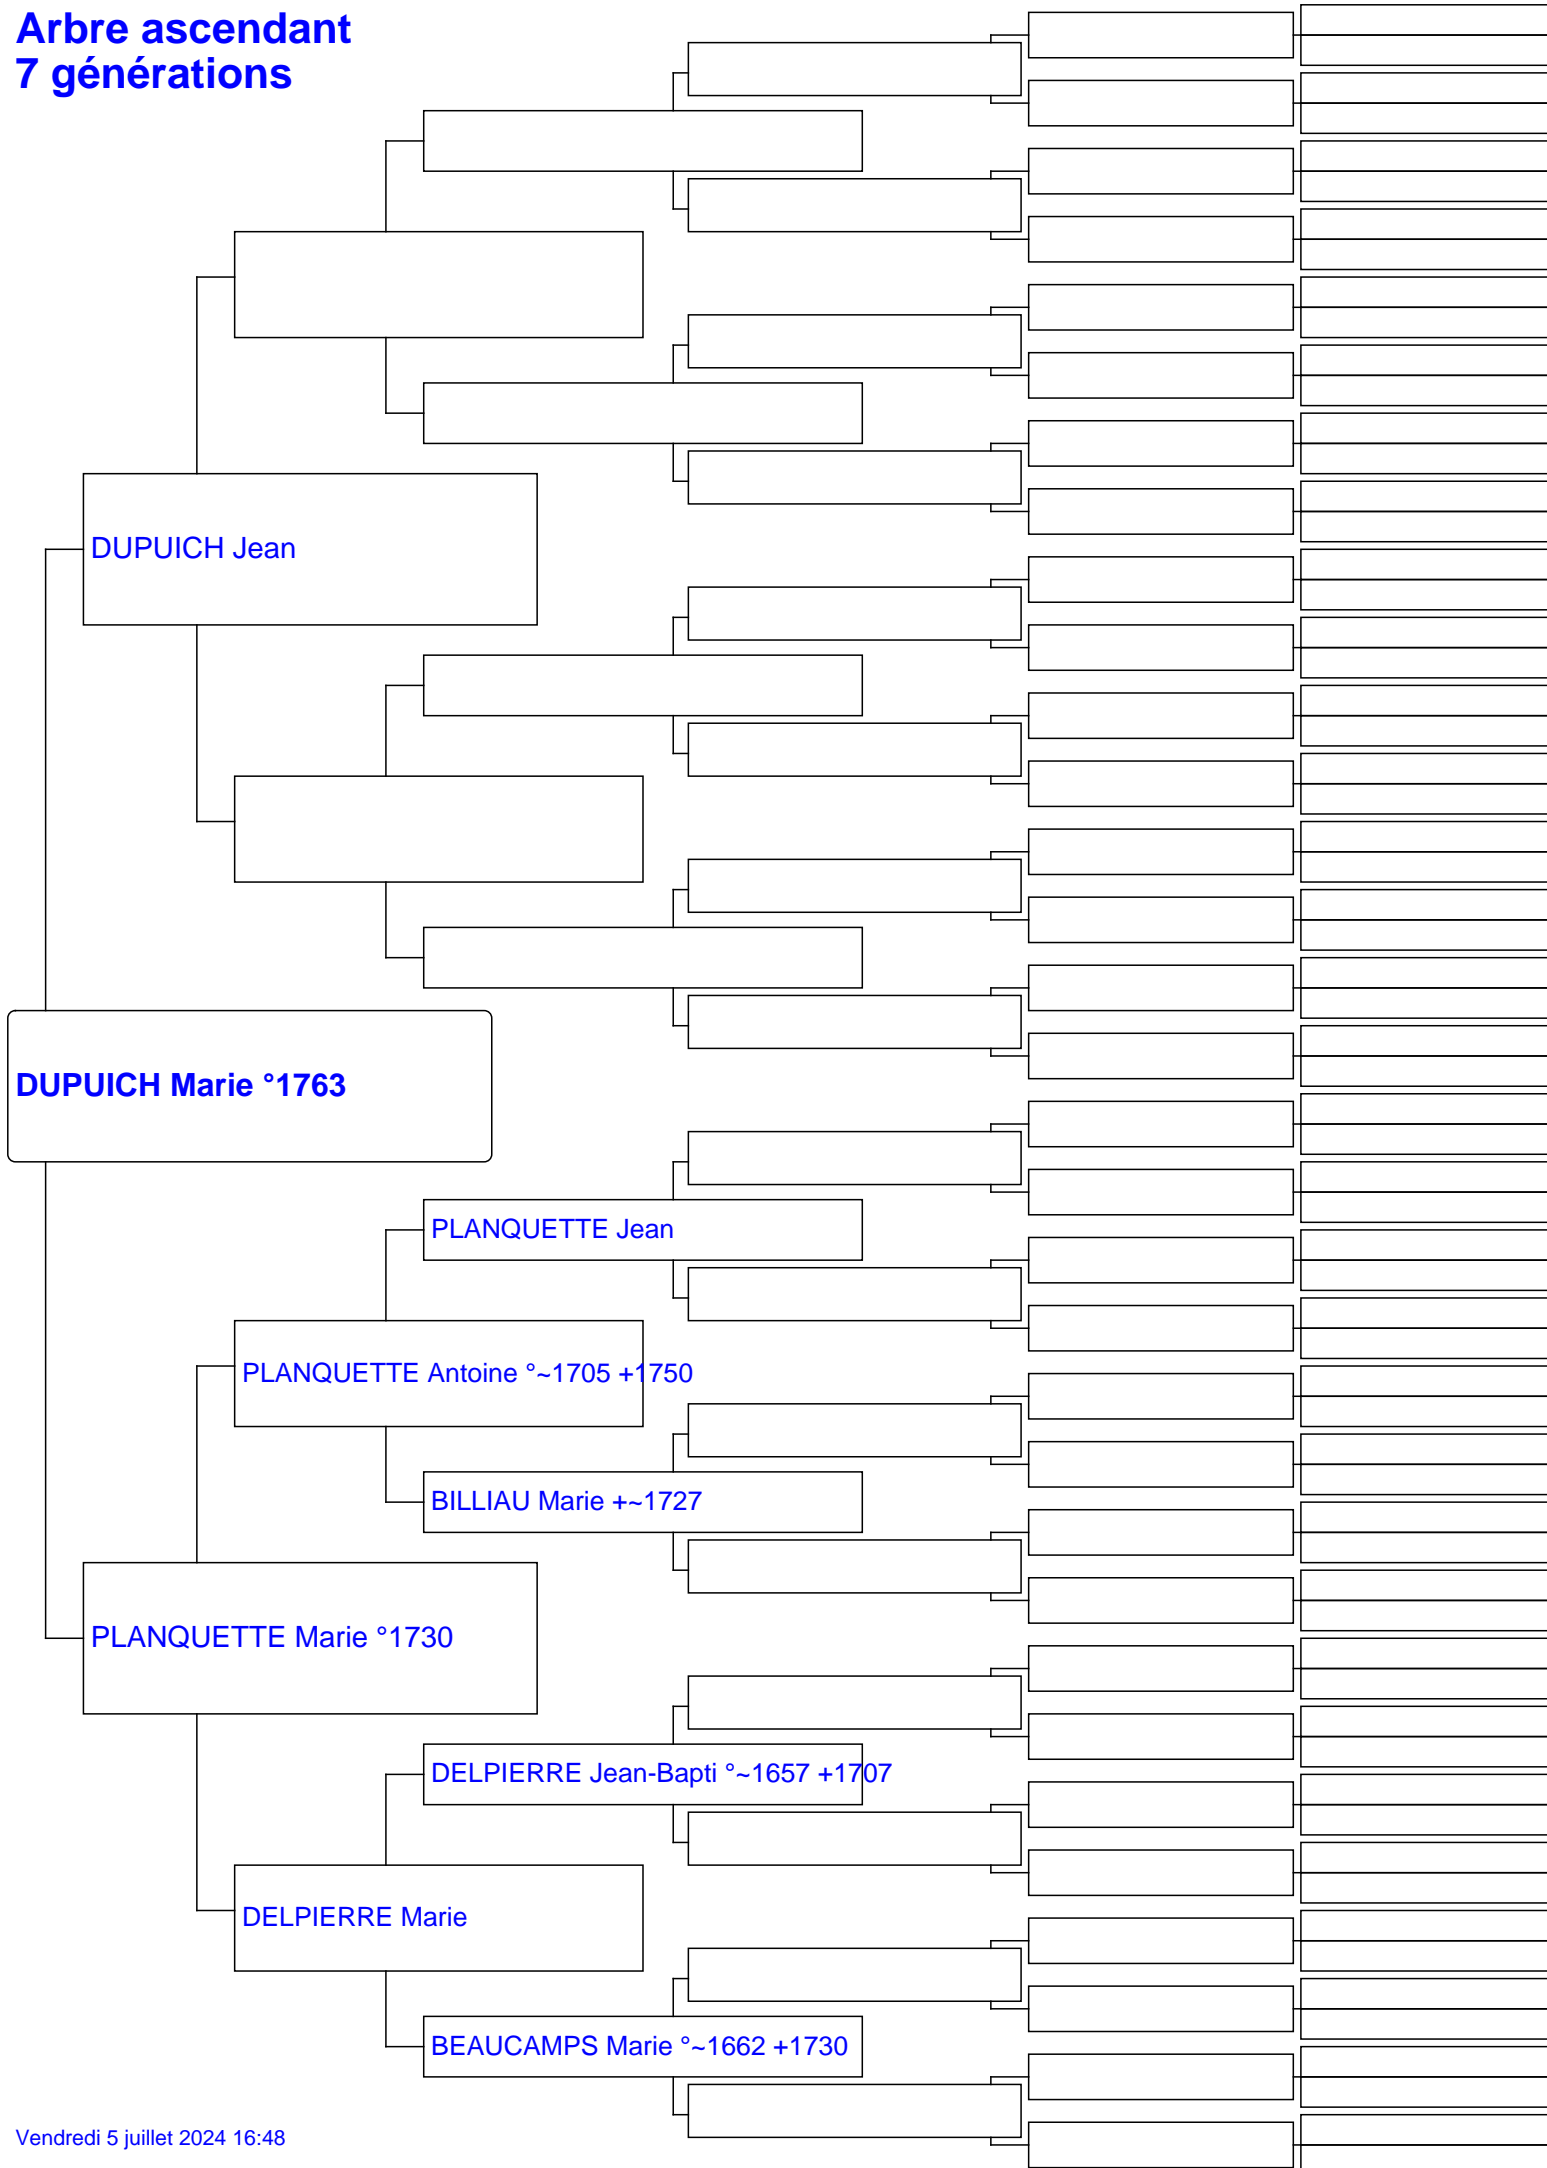 Arbre ascendant
7 générations
DUPUICH Jean
DUPUICH Marie °1763
PLANQUETTE Jean
PLANQUETTE Antoine °~1705 +1750
BILLIAU Marie +~1727
PLANQUETTE Marie °1730
DELPIERRE Jean-Bapti °~1657 +1707
DELPIERRE Marie
BEAUCAMPS Marie °~1662 +1730
Vendredi 5 juillet 2024 16:48